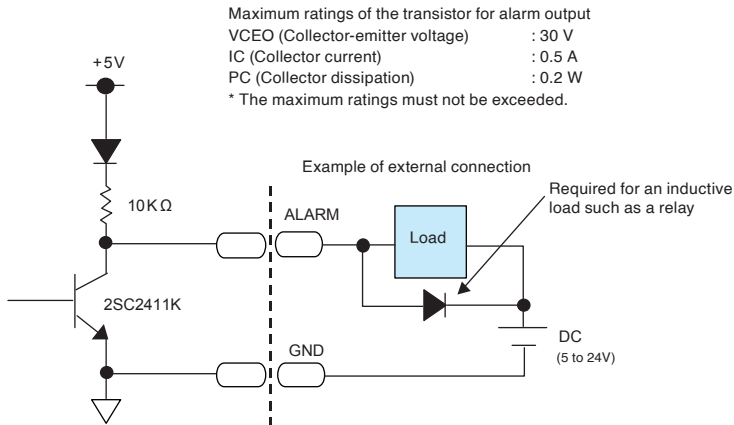 Maximum ratings of the transistor for alarm output
VCEO (Collector-emitter voltage) : 30 V
IC (Collector current) : 0.5 A
PC (Collector dissipation) : 0.2 W
* The maximum ratings must not be exceeded.
+5V
Example of external connection
Required for an inductive
load such as a relay
10KΩ
ALARM
Load
2SC2411K
GND
DC
(5 to 24V)